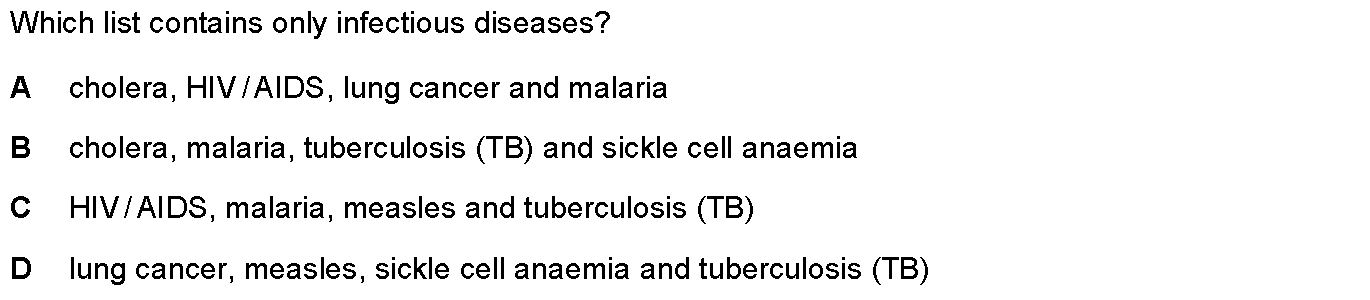 Which list contains only infectious diseases?
A cholera, HIV / AIDS, lung cancer and malaria
B cholera, malaria, tuberculosis (TB) and sickle cell anaemia
C HIV / AIDS, malaria, measles and tuberculosis (TB)
D lung cancer, measles, sickle cell anaemia and tuberculosis (TB)